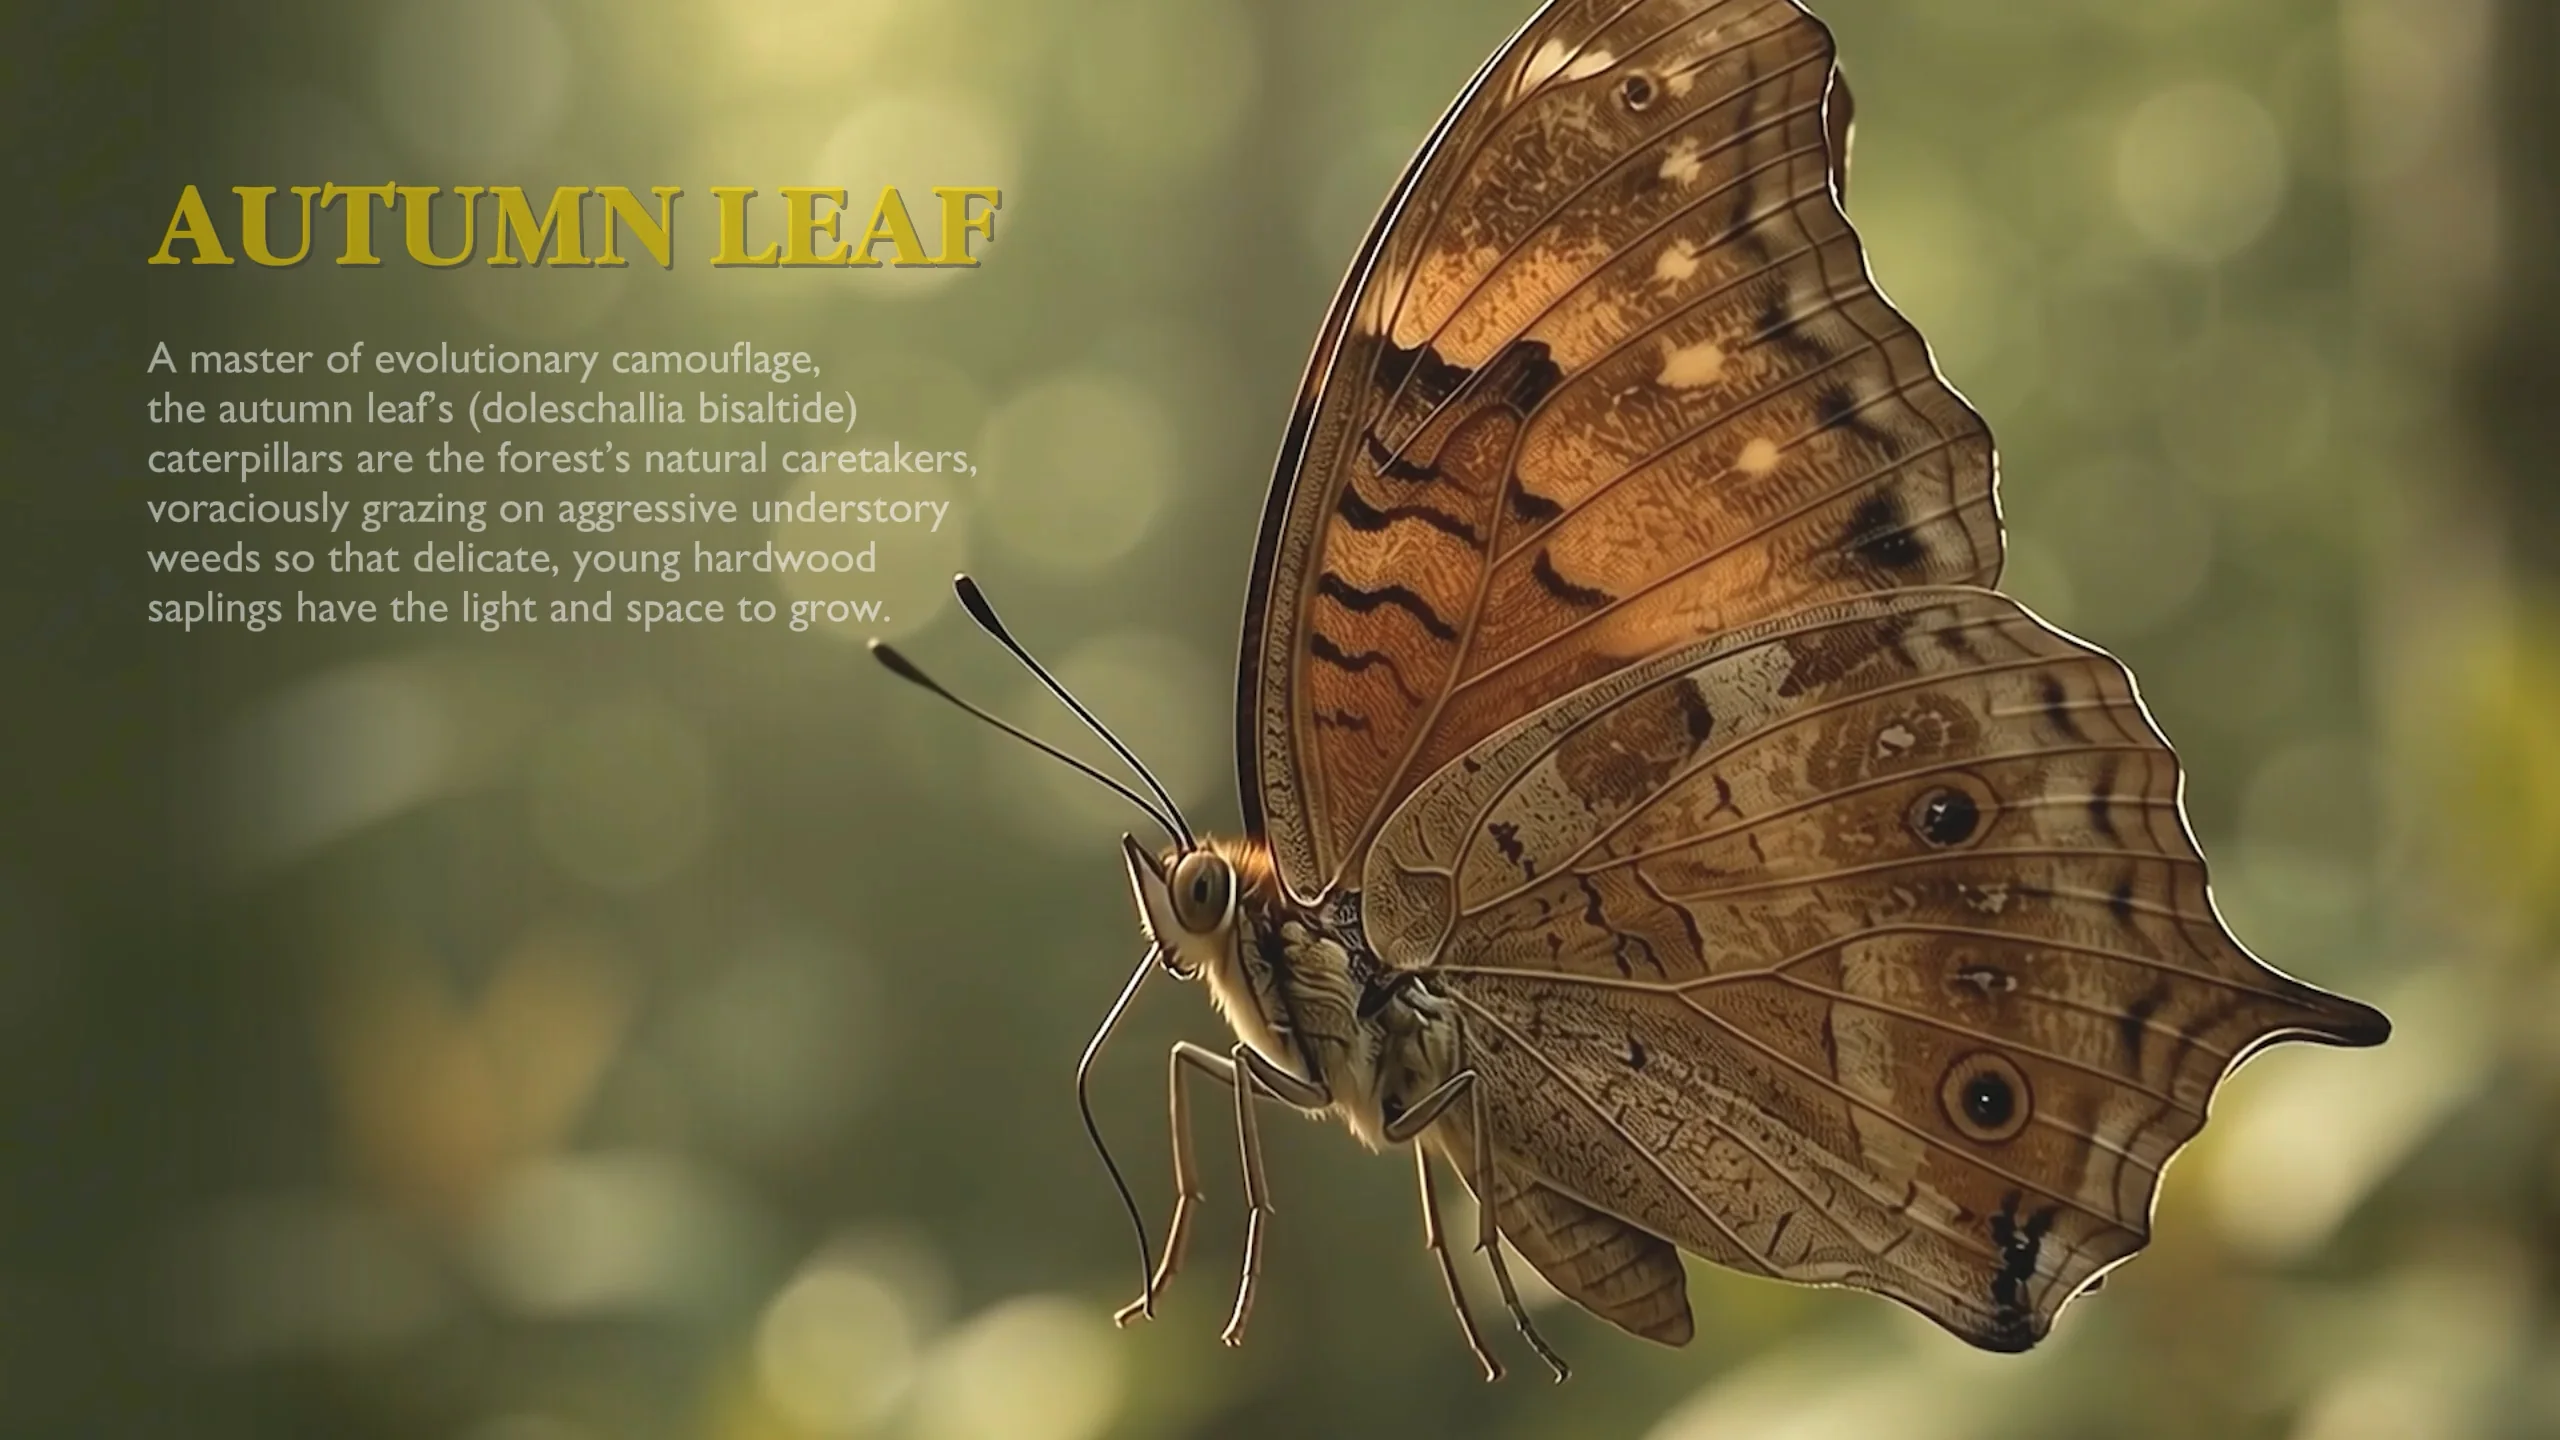 AUTUMN LEAF
A master of evolutionary camouflage,
the autumn leaf’s (doleschallia bisaltide)
caterpillars are the forest’s natural caretakers,
voraciously grazing on aggressive understory
weeds so that delicate, young hardwood
saplings have the light and space to grow.